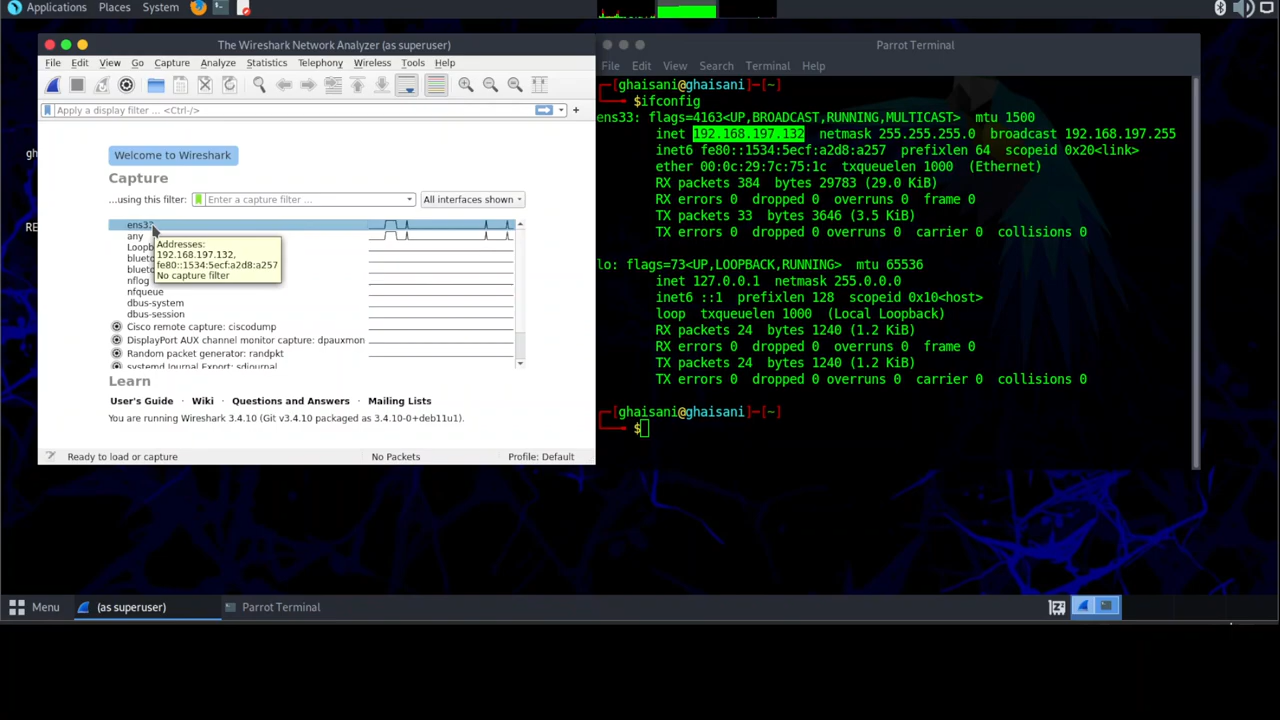 Applications Places System
The Wireshark Network Analyzer (as superuser)
File Edit View Go Capture Analyze Statistics Telephony Wireless Tools Help
Apply a display filter ... <Ctrl-/>
Welcome to Wireshark
Capture
...using this filter: Enter a capture filter ... All interfaces shown
ens33
any
Loopb
blueto
bluet
nflog
nfqueue
dbus-system
dbus-session
Cisco remote capture: ciscodump
DisplayPort AUX channel monitor capture: dpauxmon
Random packet generator: randpkt
systemd Journal Export: sdjournal
Addresses:
192.168.197.132,
fe80::1534:5ecf:a2d8:a257
No capture filter
Learn
User's Guide · Wiki · Questions and Answers · Mailing Lists
You are running Wireshark 3.4.10 (Git v3.4.10 packaged as 3.4.10-0+deb11u1).
Ready to load or capture No Packets Profile: Default
gh
RE
Parrot Terminal
File Edit View Search Terminal Help
┌─[ghaisani@ghaisani]─[~]
└──╼ $ifconfig
ens33: flags=4163<UP,BROADCAST,RUNNING,MULTICAST> mtu 1500
inet 192.168.197.132 netmask 255.255.255.0 broadcast 192.168.197.255
inet6 fe80::1534:5ecf:a2d8:a257 prefixlen 64 scopeid 0x20<link>
ether 00:0c:29:7c:75:1c txqueuelen 1000 (Ethernet)
RX packets 384 bytes 29783 (29.0 KiB)
RX errors 0 dropped 0 overruns 0 frame 0
TX packets 33 bytes 3646 (3.5 KiB)
TX errors 0 dropped 0 overruns 0 carrier 0 collisions 0
lo: flags=73<UP,LOOPBACK,RUNNING> mtu 65536
inet 127.0.0.1 netmask 255.0.0.0
inet6 ::1 prefixlen 128 scopeid 0x10<host>
loop txqueuelen 1000 (Local Loopback)
RX packets 24 bytes 1240 (1.2 KiB)
RX errors 0 dropped 0 overruns 0 frame 0
TX packets 24 bytes 1240 (1.2 KiB)
TX errors 0 dropped 0 overruns 0 carrier 0 collisions 0
┌─[ghaisani@ghaisani]─[~]
└──╼ $
Menu (as superuser) Parrot Terminal